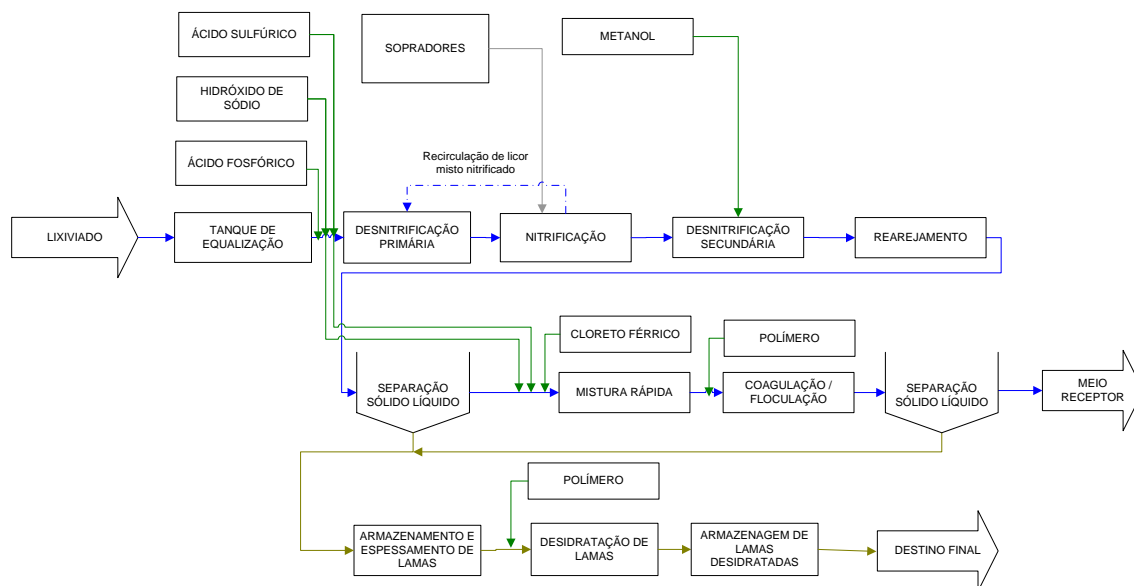 ÁCIDO SULFÚRICO
SOPRADORES
METANOL
HIDRÓXIDO DE
SÓDIO
ÁCIDO FOSFÓRICO
Recirculação de licor
misto nitrificado
LIXIVIADO
TANQUE DE
EQUALIZAÇÃO
DESNITRIFICAÇÃO
PRIMÁRIA
NITRIFICAÇÃO
DESNITRIFICAÇÃO
SECUNDÁRIA
REAREJAMENTO
CLORETO FÉRRICO
POLÍMERO
SEPARAÇÃO
SÓLIDO LÍQUIDO
MISTURA RÁPIDA
COAGULAÇÃO /
FLOCULAÇÃO
SEPARAÇÃO
SÓLIDO LÍQUIDO
MEIO
RECEPTOR
POLÍMERO
ARMAZENAMENTO E
ESPESSAMENTO DE
LAMAS
DESIDRATAÇÃO DE
LAMAS
ARMAZENAGEM DE
LAMAS
DESIDRATADAS
DESTINO FINAL